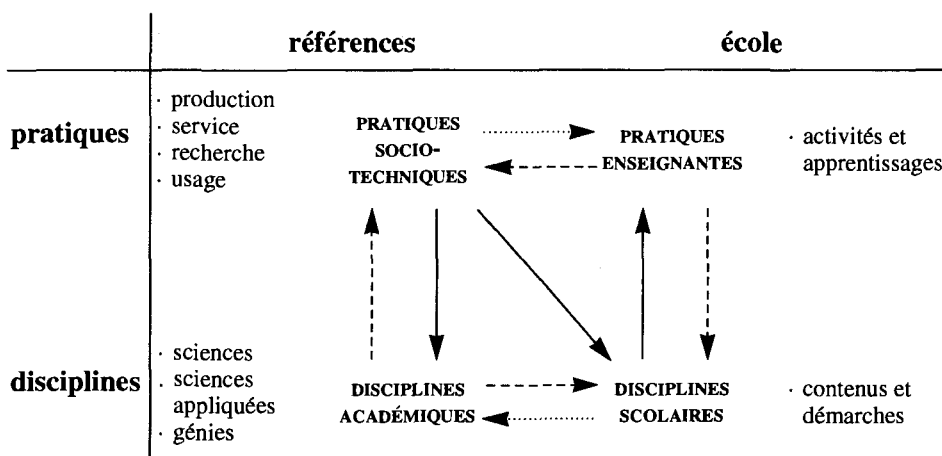 références
école
pratiques
· production
· service
· recherche
· usage
PRATIQUES
SOCIO-
TECHNIQUES
PRATIQUES
ENSEIGNANTES
· activités et
apprentissages
disciplines
· sciences
. sciences
appliquées
· génies
DISCIPLINES
ACADÉMIQUES
DISCIPLINES
SCOLAIRES
· contenus et
démarches